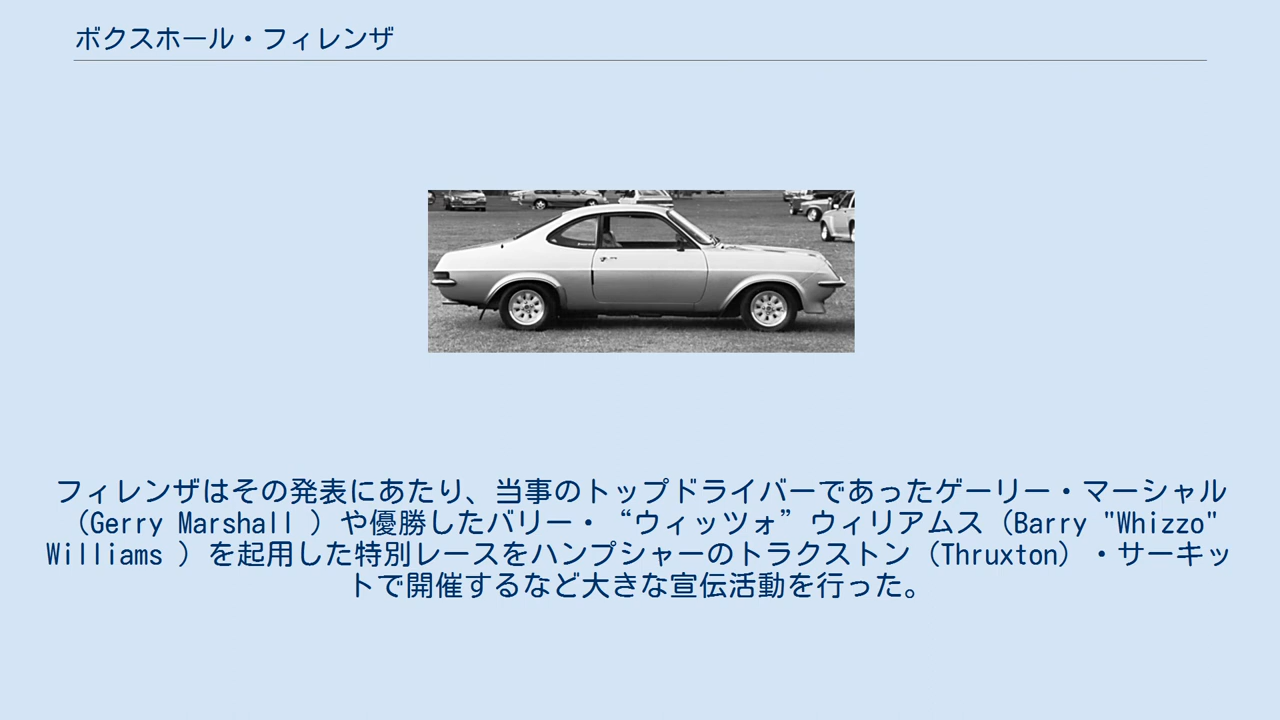 ボクスホール・フィレンザ
フィレンザはその発表にあたり、当事のトップドライバーであったゲーリー・マーシャル
（Gerry Marshall ）や優勝したバリー・“ウィッツォ”ウィリアムス（Barry "Whizzo"
Williams ）を起用した特別レースをハンプシャーのトラクストン（Thruxton）・サーキッ
トで開催するなど大きな宣伝活動を行った。